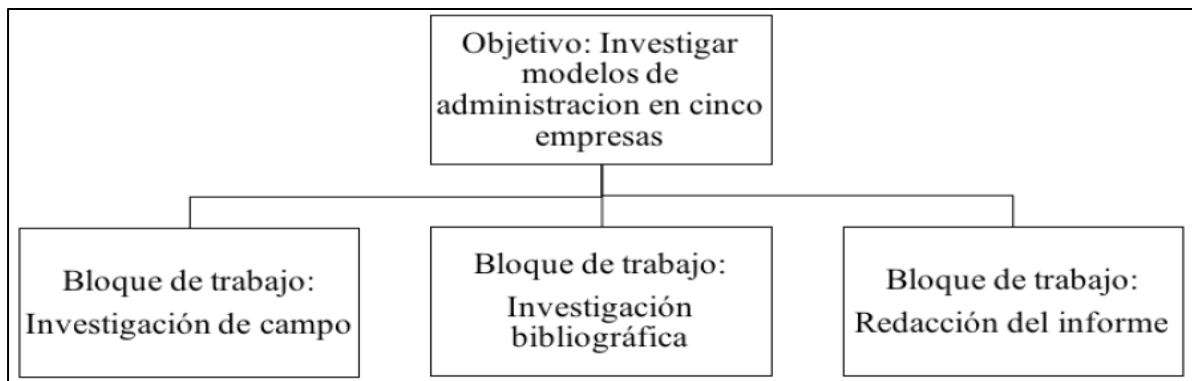 Objetivo: Investigar
modelos de
administracion en cinco
empresas
Bloque de trabajo:
Investigación de campo
Bloque de trabajo:
Investigación
bibliográfica
Bloque de trabajo:
Redacción del informe